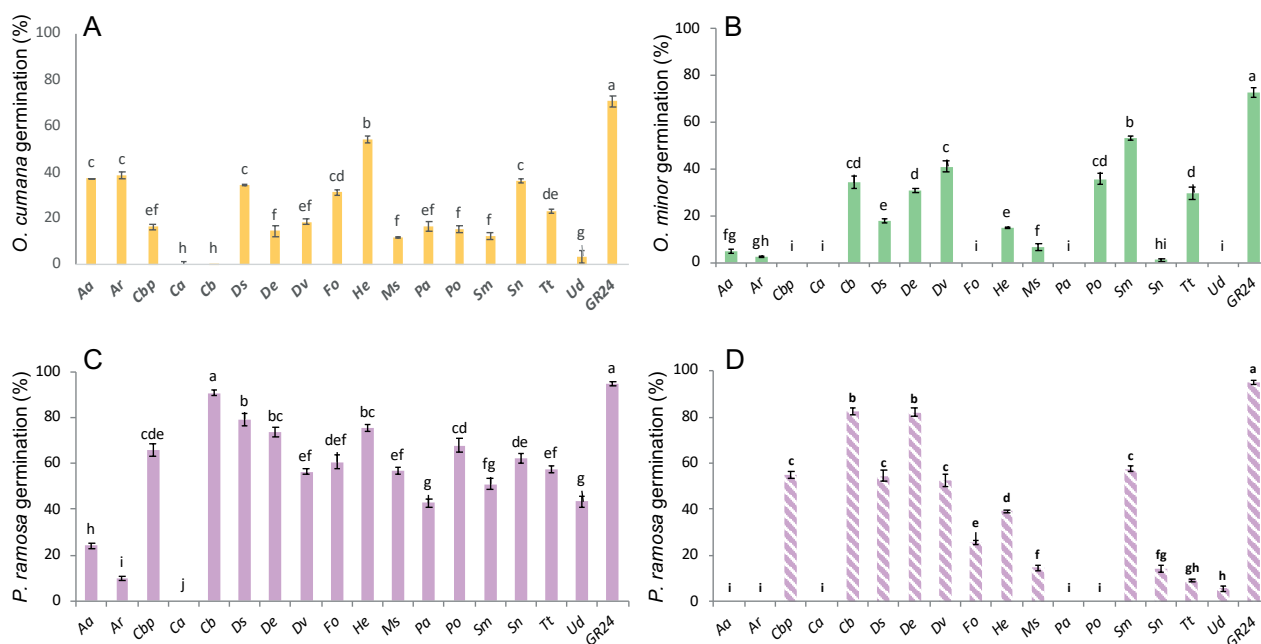 A
O. cumana germination (%)
100
80
60
40
20
0
c c ef h h c f ef cd b f ef f f c de g a
Aa Ar Cbp Ca Cb Ds De Dv Fo He Ms Pa Po Sm Sn Tt Ud GR24
B
O. minor germination (%)
100
80
60
40
20
0
fg gh i i cd e d c i e f i cd b hi d i a
Aa Ar Cbp Ca Cb Ds De Dv Fo He Ms Pa Po Sm Sn Tt Ud GR24
C
P. ramosa germination (%)
100
80
60
40
20
0
h i cde j a b bc ef def bc ef g cd fg de ef g a
Aa Ar Cbp Ca Cb Ds De Dv Fo He Ms Pa Po Sm Sn Tt Ud GR24
D
P. ramosa germination (%)
100
80
60
40
20
0
i i c i b c b c e d f i i c fg gh h a
Aa Ar Cbp Ca Cb Ds De Dv Fo He Ms Pa Po Sm Sn Tt Ud GR24